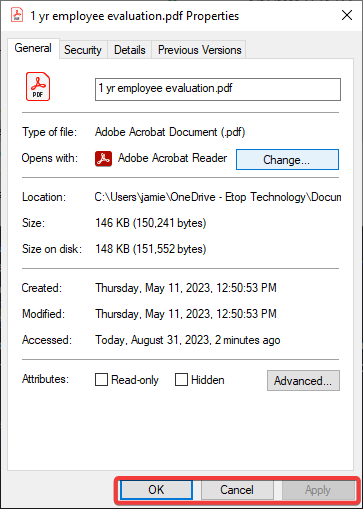 1 yr employee evaluation.pdf Properties
General Security Details Previous Versions
PDF
1 yr employee evaluation.pdf
Type of file: Adobe Acrobat Document (.pdf)
Opens with: Adobe Acrobat Reader Change...
Location: C:\Users\jamie\OneDrive - Etop Technology\Docum
Size: 146 KB (150,241 bytes)
Size on disk: 148 KB (151,552 bytes)
Created: Thursday, May 11, 2023, 12:50:53 PM
Modified: Thursday, May 11, 2023, 12:50:53 PM
Accessed: Today, August 31, 2023, 2 minutes ago
Attributes: Read-only Hidden Advanced...
OK Cancel Apply